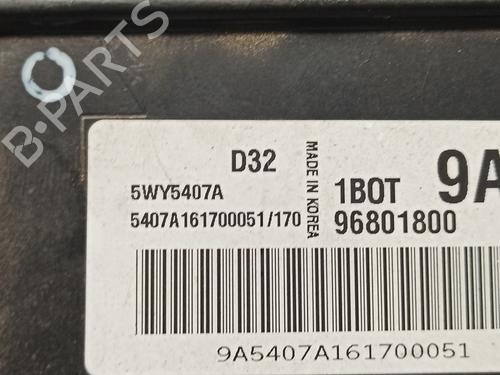 B-PARTS
D32
5WY5407A
5407A161700051/170
MADE IN KOREA
1BOT
9A
96801800
9A5407A161700051